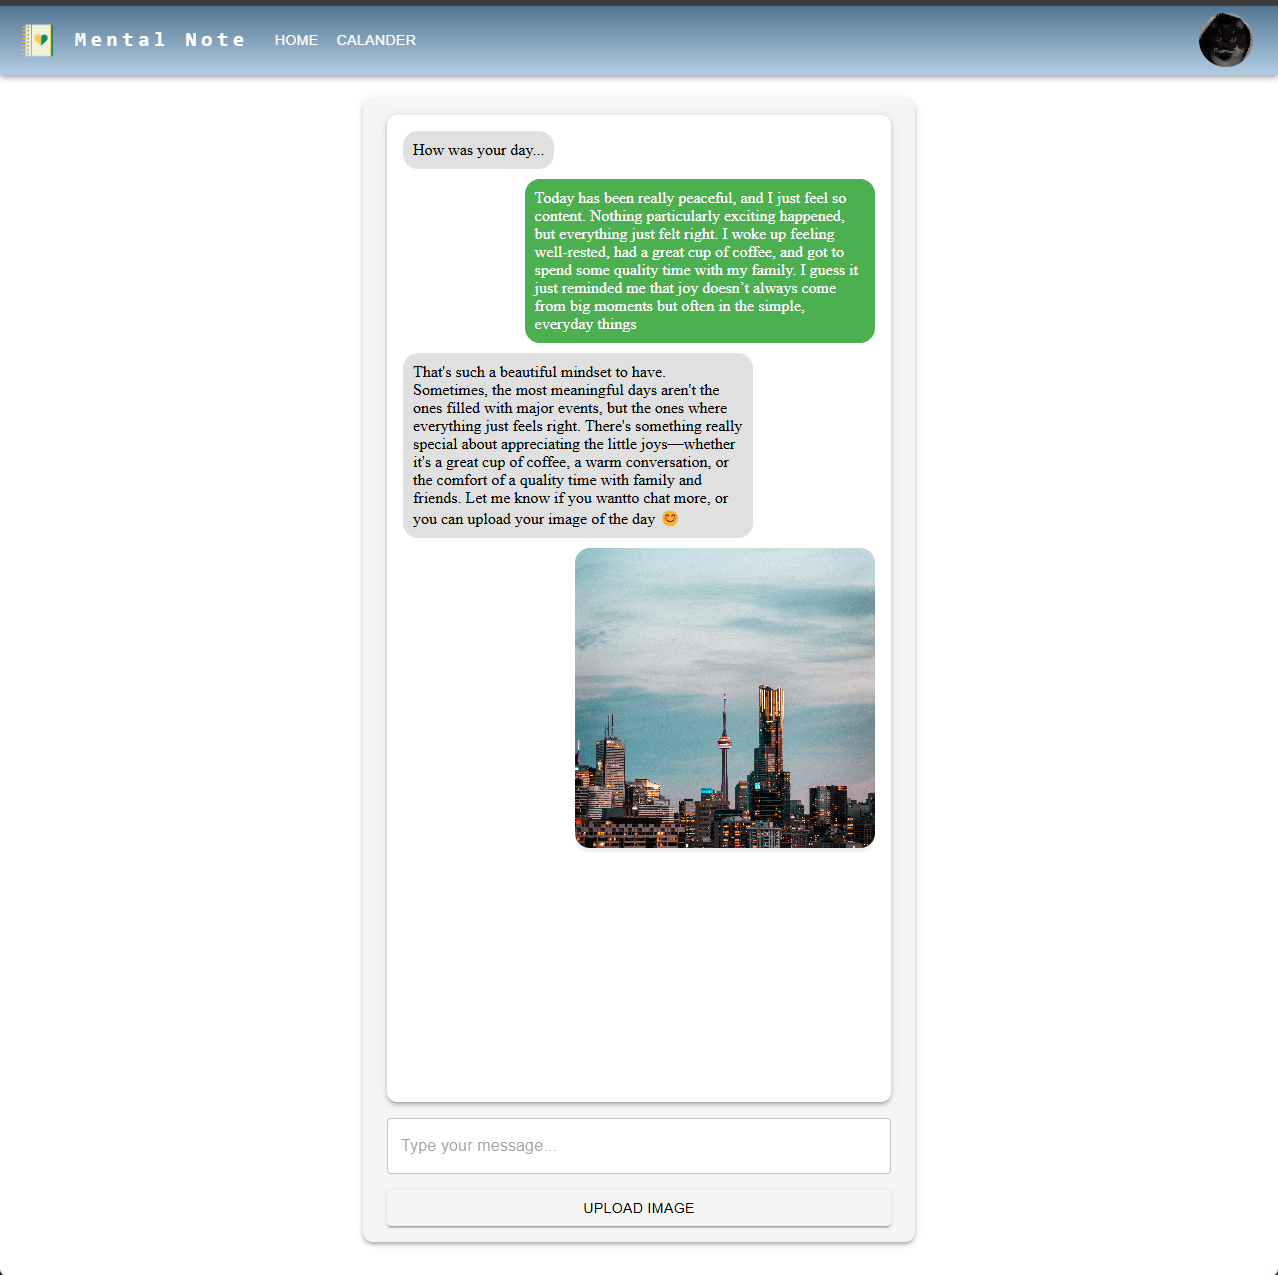 Mental Note HOME CALANDER
How was your day...
Today has been really peaceful, and I just feel so
content. Nothing particularly exciting happened,
but everything just felt right. I woke up feeling
well-rested, had a great cup of coffee, and got to
spend some quality time with my family. I guess it
just reminded me that joy doesn’t always come
from big moments but often in the simple,
everyday things
That's such a beautiful mindset to have.
Sometimes, the most meaningful days aren't the
ones filled with major events, but the ones where
everything just feels right. There's something really
special about appreciating the little joys—whether
it's a great cup of coffee, a warm conversation, or
the comfort of a quality time with family and
friends. Let me know if you wantto chat more, or
you can upload your image of the day 😊
Type your message...
UPLOAD IMAGE